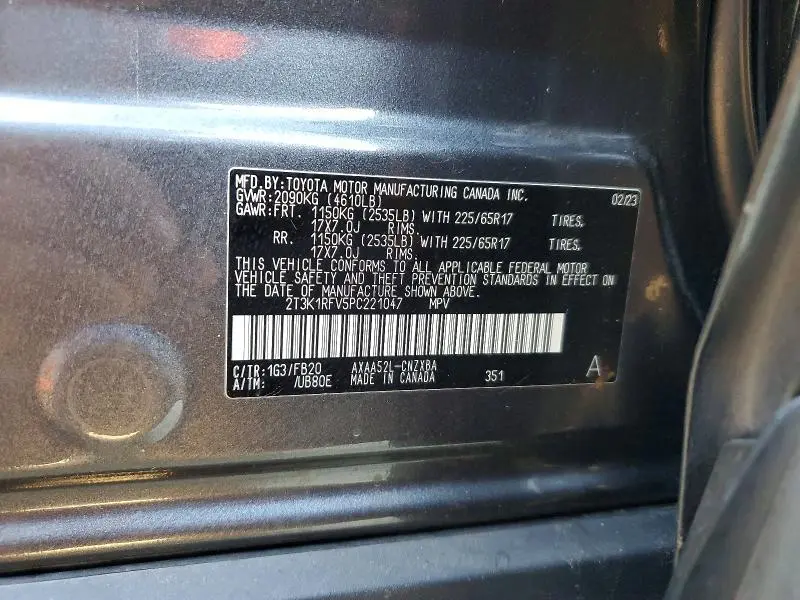 MFD.BY:TOYOTA MOTOR MANUFACTURING CANADA INC. 02/23
GVWR:2090KG (4610LB)
GAWR:FRT. 1150KG (2535LB) WITH 225/65R17 TIRES,
17X7.0J RIMS.
RR. 1150KG (2535LB) WITH 225/65R17 TIRES,
17X7.0J RIMS.
THIS VEHICLE CONFORMS TO ALL APPLICABLE FEDERAL MOTOR
VEHICLE SAFETY AND THEFT PREVENTION STANDARDS IN EFFECT ON
THE DATE OF MANUFACTURE SHOWN ABOVE.
2T3K1RFV5PC221047 MPV
C/TR:1G3/FB20 AXAA52L-CNZXBA A
A/TM: /UB80E MADE IN CANADA 351